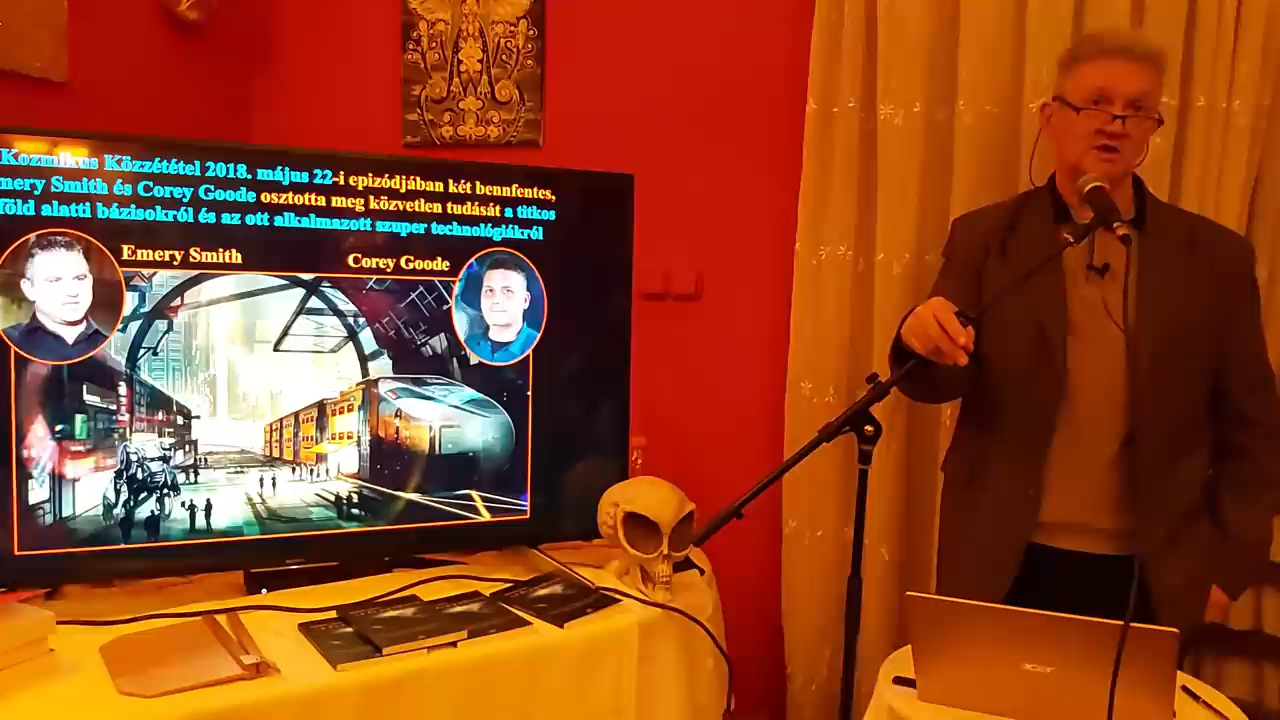 Kozmikus Közzététel 2018. május 22-i epizódjában két bennfentes,
mery Smith és Corey Goode osztotta meg közvetlen tudását a titkos
föld alatti bázisokról és az ott alkalmazott szuper technológiákról
Emery Smith
Corey Goode
acer